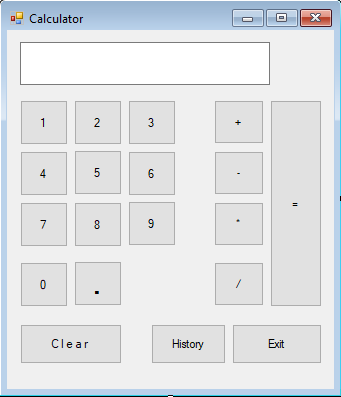 Calculator
1 2 3 +
4 5 6 -
7 8 9 *
=
0 . /
Clear History Exit